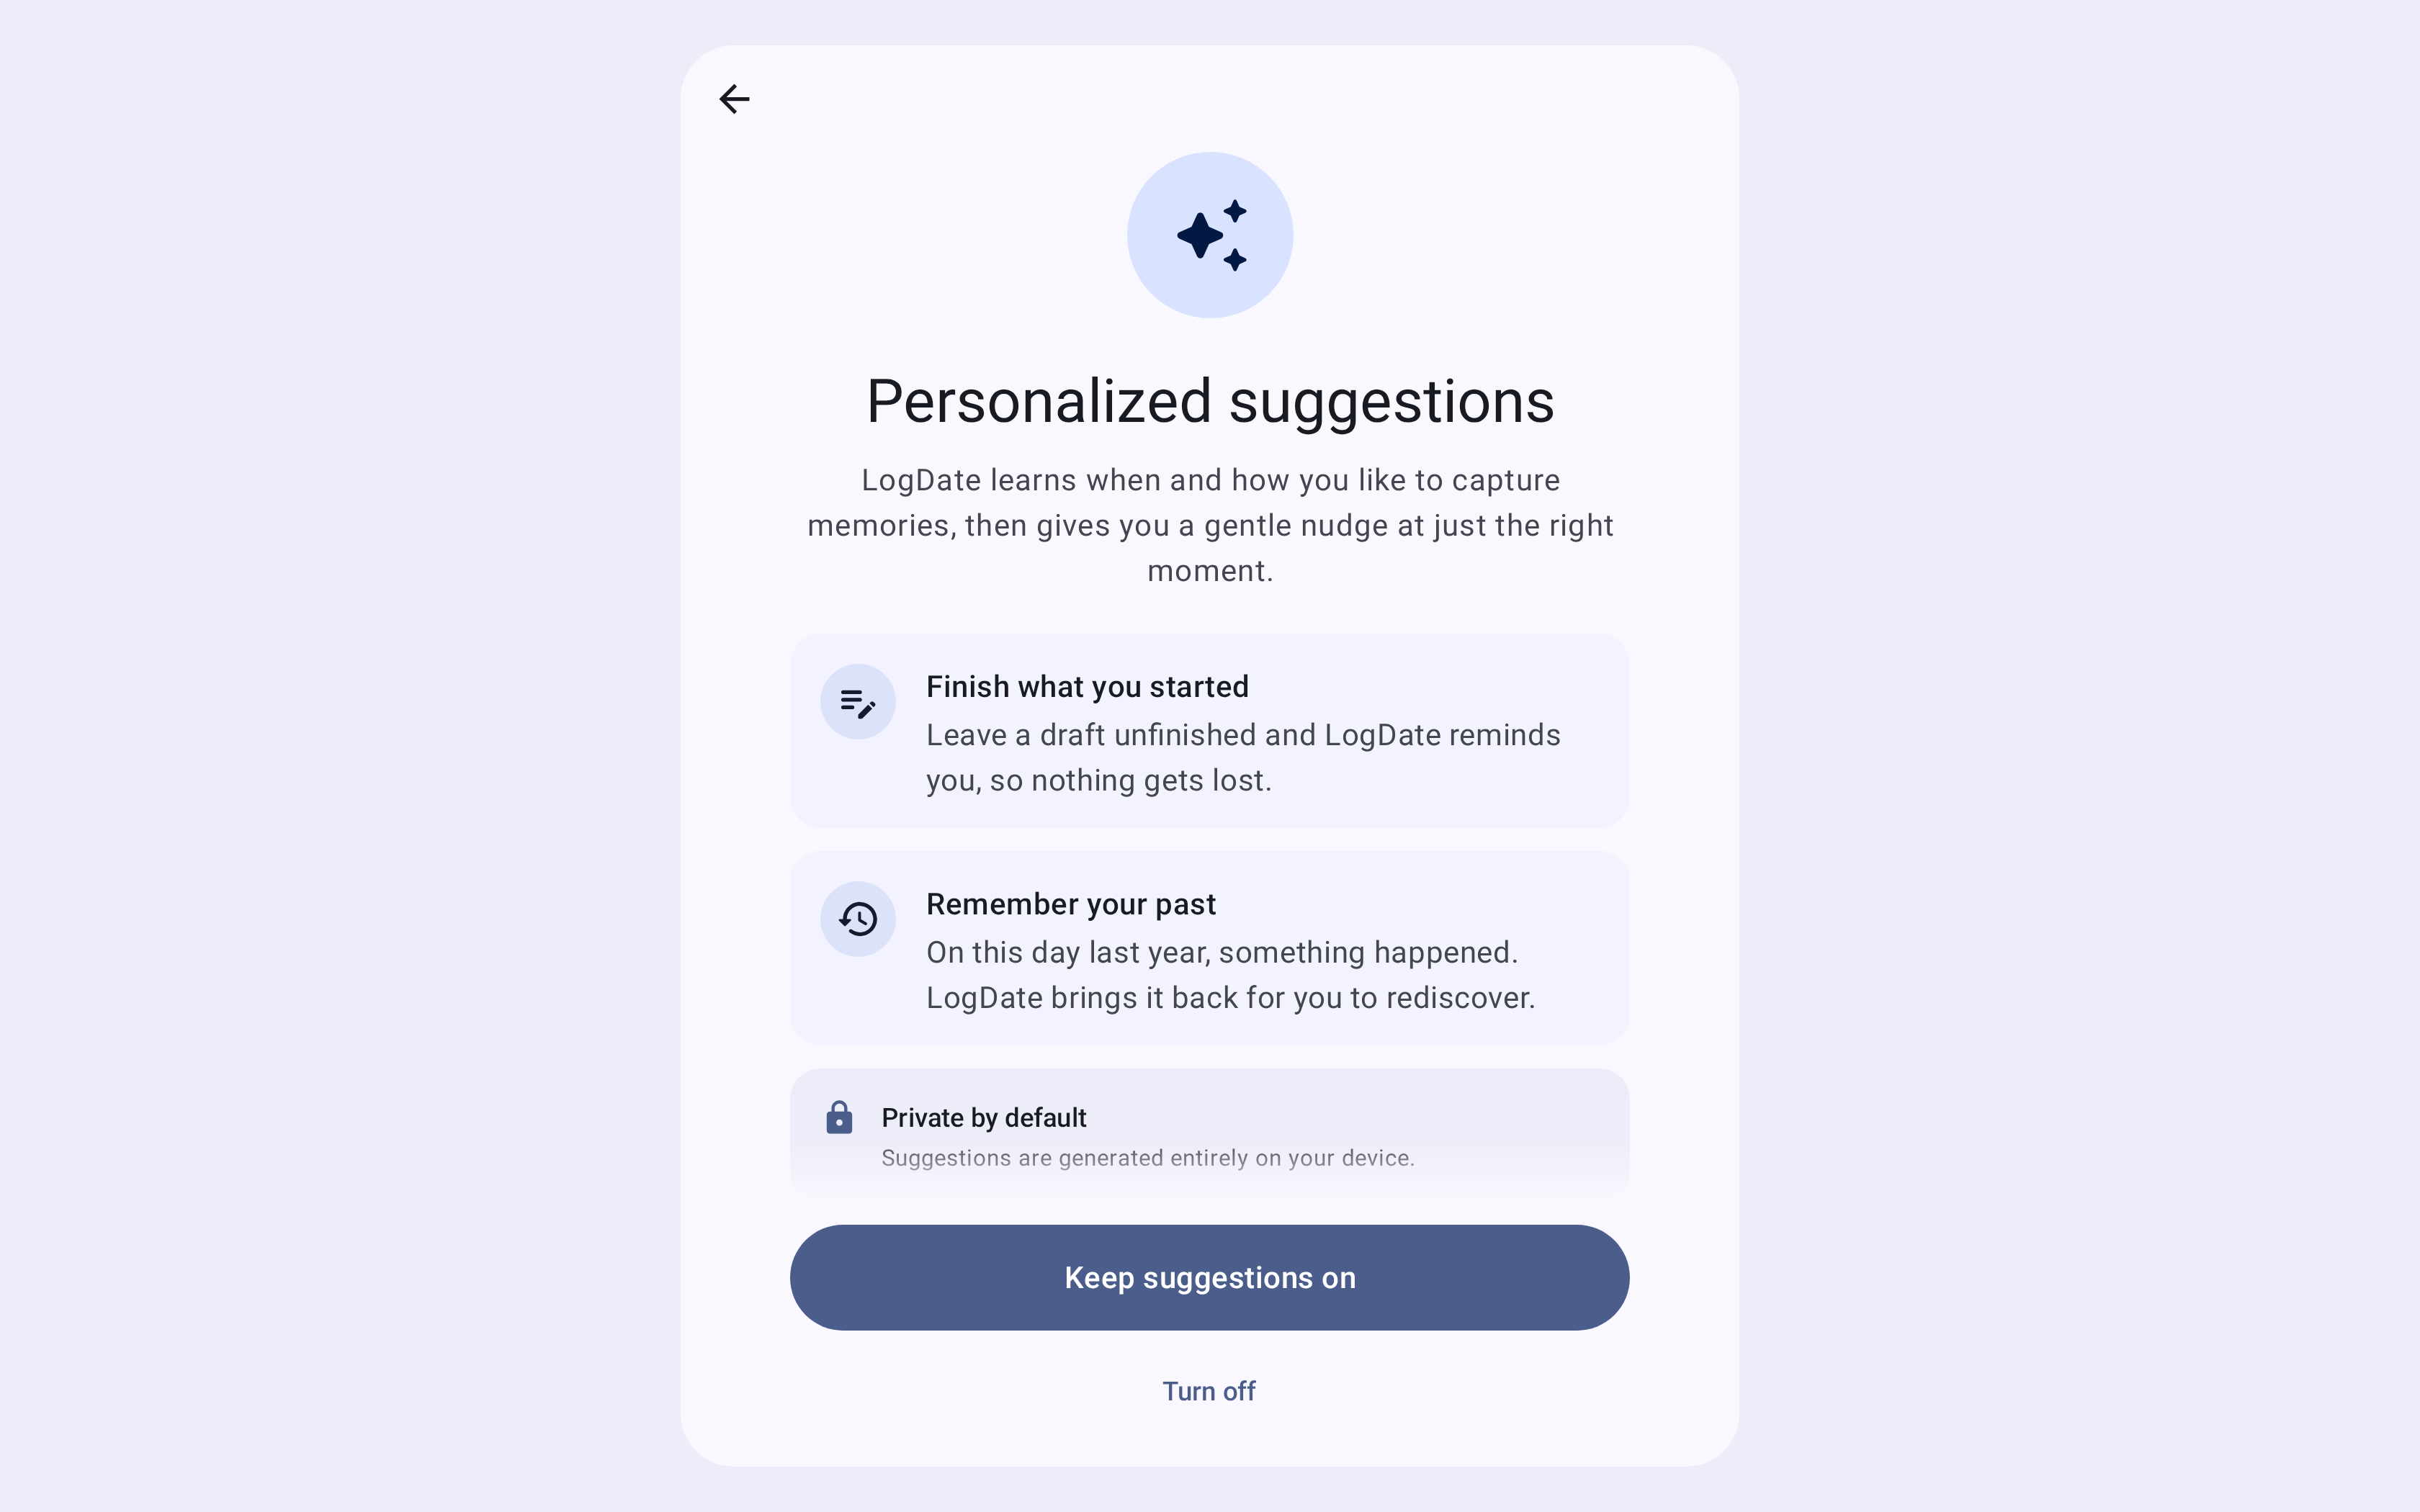 Personalized suggestions
LogDate learns when and how you like to capture
memories, then gives you a gentle nudge at just the right
moment.
Finish what you started
Leave a draft unfinished and LogDate reminds
you, so nothing gets lost.
Remember your past
On this day last year, something happened.
LogDate brings it back for you to rediscover.
Private by default
Suggestions are generated entirely on your device.
Keep suggestions on
Turn off